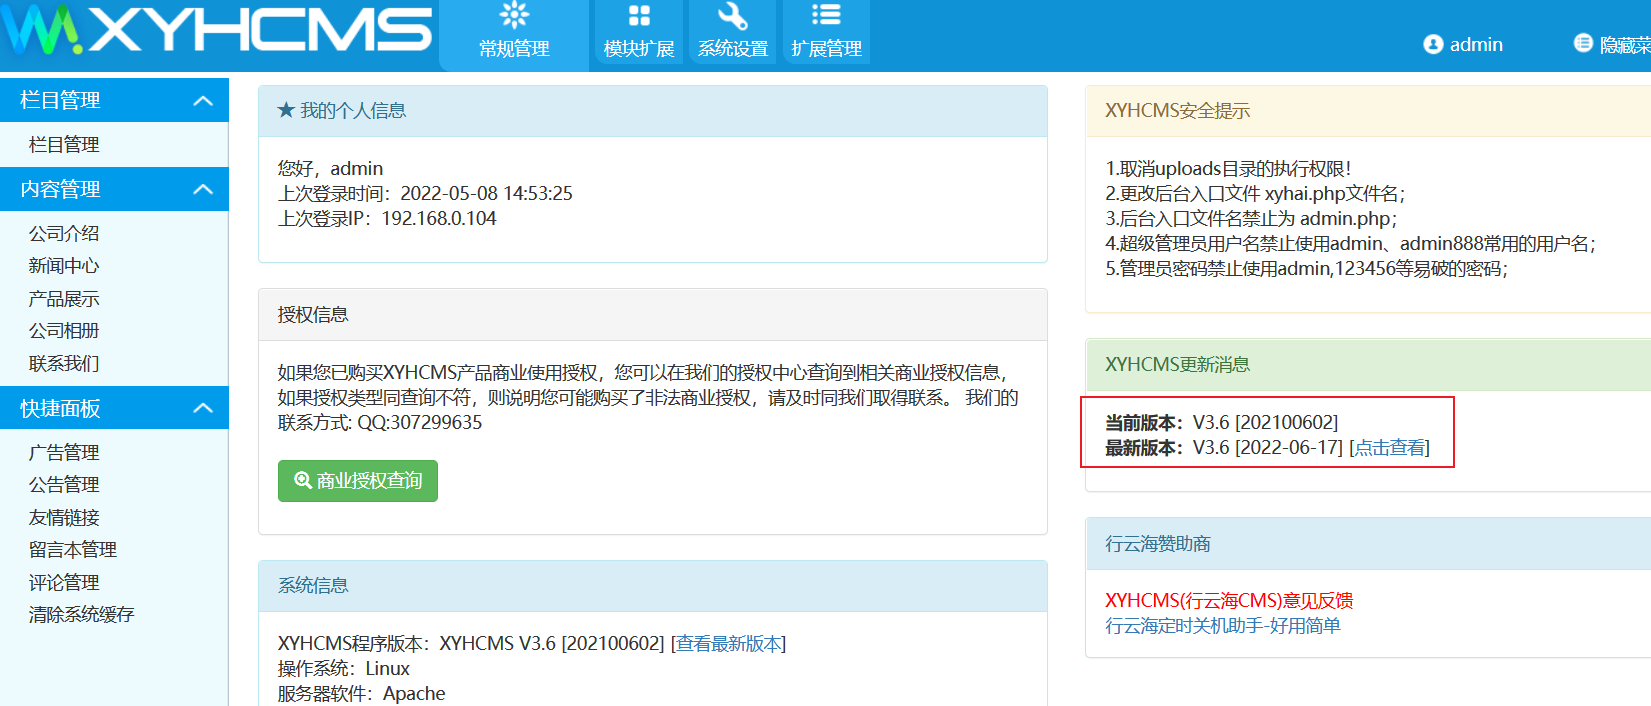 XYHCMS
常规管理
模块扩展
系统设置
扩展管理
admin
隐藏菜
栏目管理
栏目管理
内容管理
公司介绍
新闻中心
产品展示
公司相册
联系我们
快捷面板
广告管理
公告管理
友情链接
留言本管理
评论管理
清除系统缓存
我的个人信息
您好，admin
上次登录时间：2022-05-08 14:53:25
上次登录IP：192.168.0.104
授权信息
如果您已购买XYHCMS产品商业使用授权，您可以在我们的授权中心查询到相关商业授权信息，
如果授权类型同查询不符，则说明您可能购买了非法商业授权，请及时同我们取得联系。 我们的
联系方式: QQ:307299635
商业授权查询
系统信息
XYHCMS程序版本：XYHCMS V3.6 [202100602] [查看最新版本]
操作系统：Linux
服务器软件：Apache
XYHCMS安全提示
1.取消uploads目录的执行权限！
2.更改后台入口文件 xyhai.php文件名；
3.后台入口文件名禁止为 admin.php；
4.超级管理员用户名禁止使用admin、admin888常用的用户名；
5.管理员密码禁止使用admin,123456等易破的密码；
XYHCMS更新消息
当前版本：V3.6 [202100602]
最新版本：V3.6 [2022-06-17] [点击查看]
行云海赞助商
XYHCMS(行云海CMS)意见反馈
行云海定时关机助手-好用简单